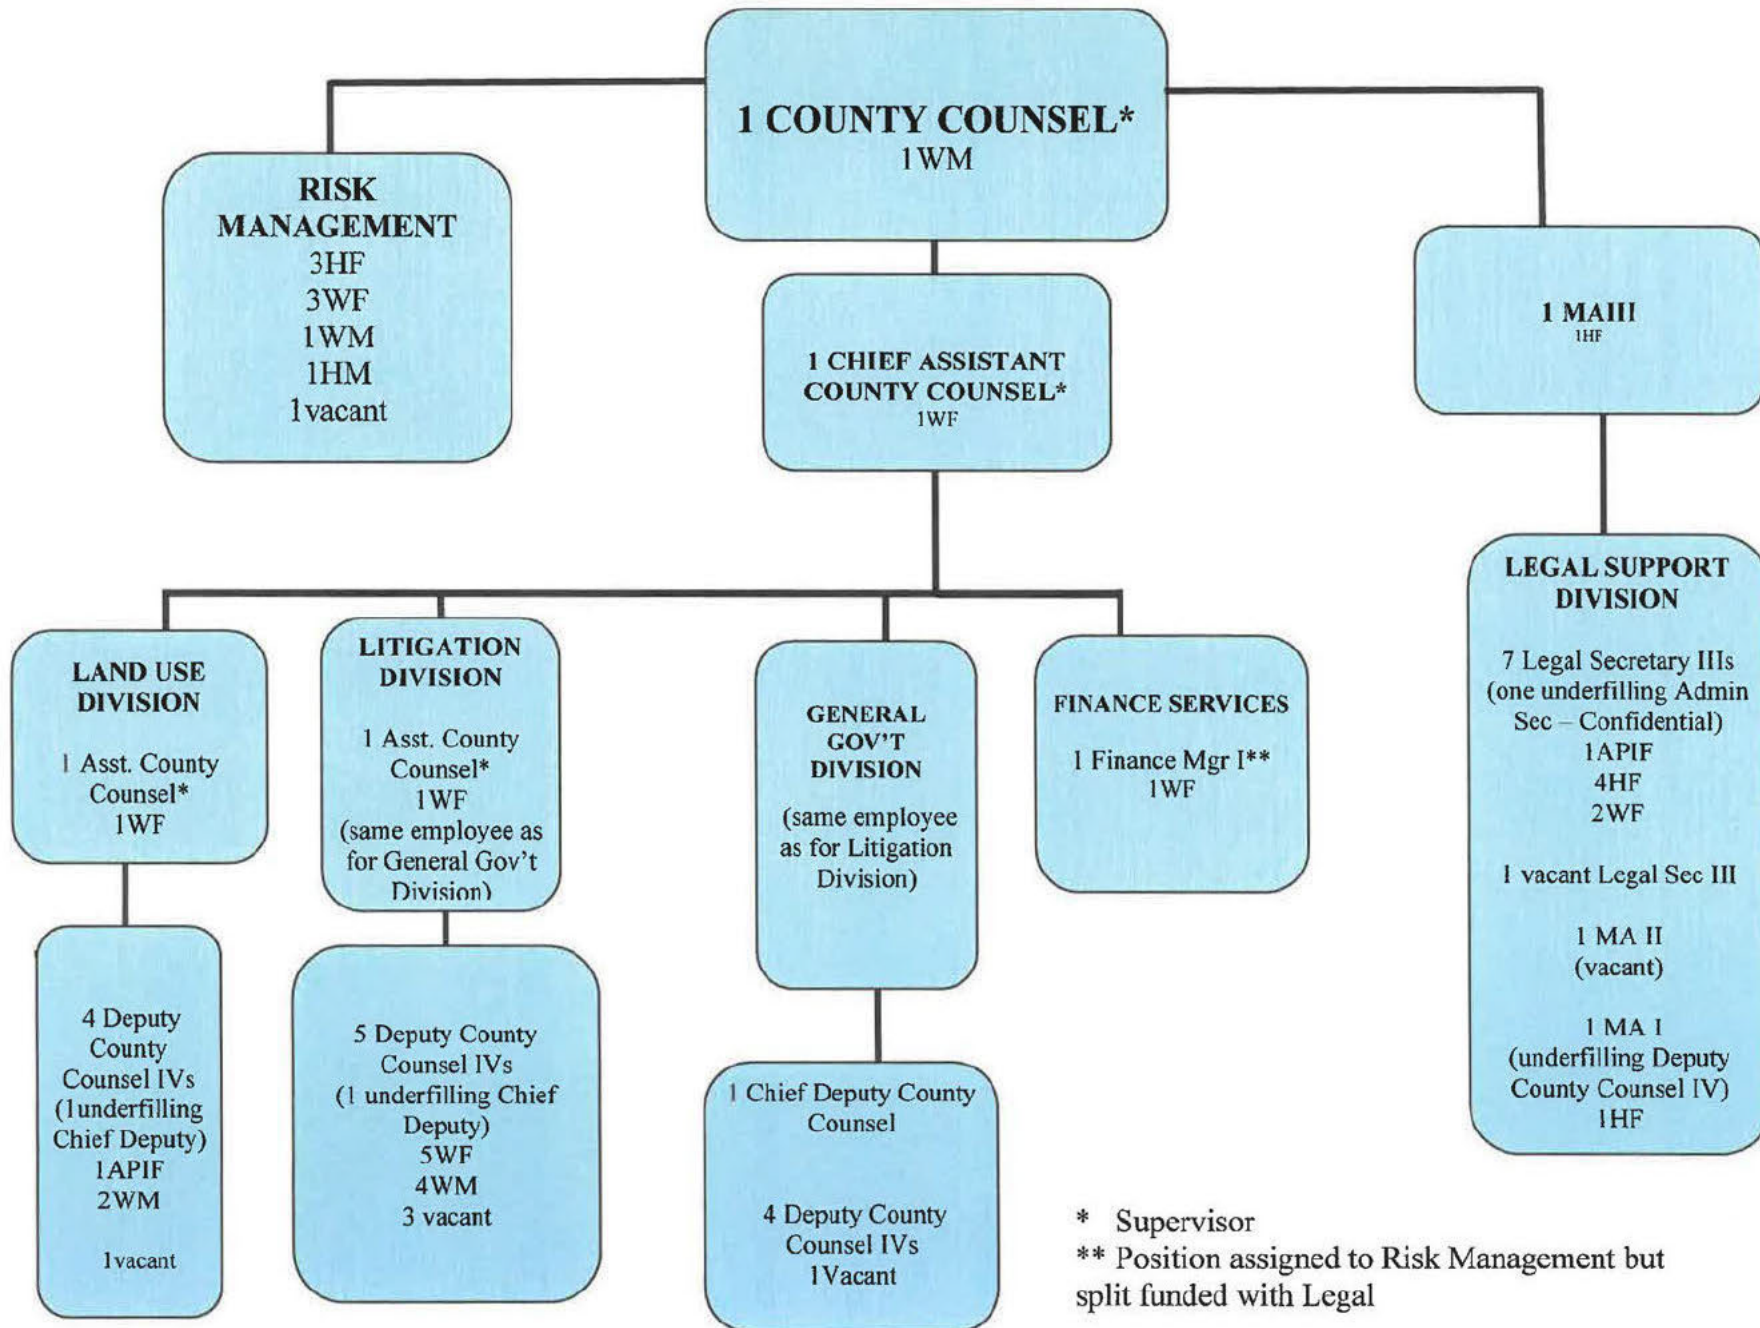 1 COUNTY COUNSEL*
1WM
RISK
MANAGEMENT
3HF
3WF
1WM
1HM
1vacant
1 CHIEF ASSISTANT
COUNTY COUNSEL*
1WF
1 MAIII
1HF
LAND USE
DIVISION
1 Asst. County
Counsel*
1WF
4 Deputy
County
Counsel IVs
(1underfilling
Chief Deputy)
1APIF
2WM
1vacant
LITIGATION
DIVISION
1 Asst. County
Counsel*
1WF
(same employee as
for General Gov't
Division)
5 Deputy County
Counsel IVs
(1 underfilling Chief
Deputy)
5WF
4WM
3 vacant
GENERAL
GOV'T
DIVISION
(same employee
as for Litigation
Division)
1 Chief Deputy County
Counsel
4 Deputy County
Counsel IVs
1Vacant
FINANCE SERVICES
1 Finance Mgr I**
1WF
LEGAL SUPPORT
DIVISION
7 Legal Secretary IIIs
(one underfilling Admin
Sec – Confidential)
1APIF
4HF
2WF
1 vacant Legal Sec III
1 MA II
(vacant)
1 MA I
(underfilling Deputy
County Counsel IV)
1HF
* Supervisor
** Position assigned to Risk Management but
split funded with Legal